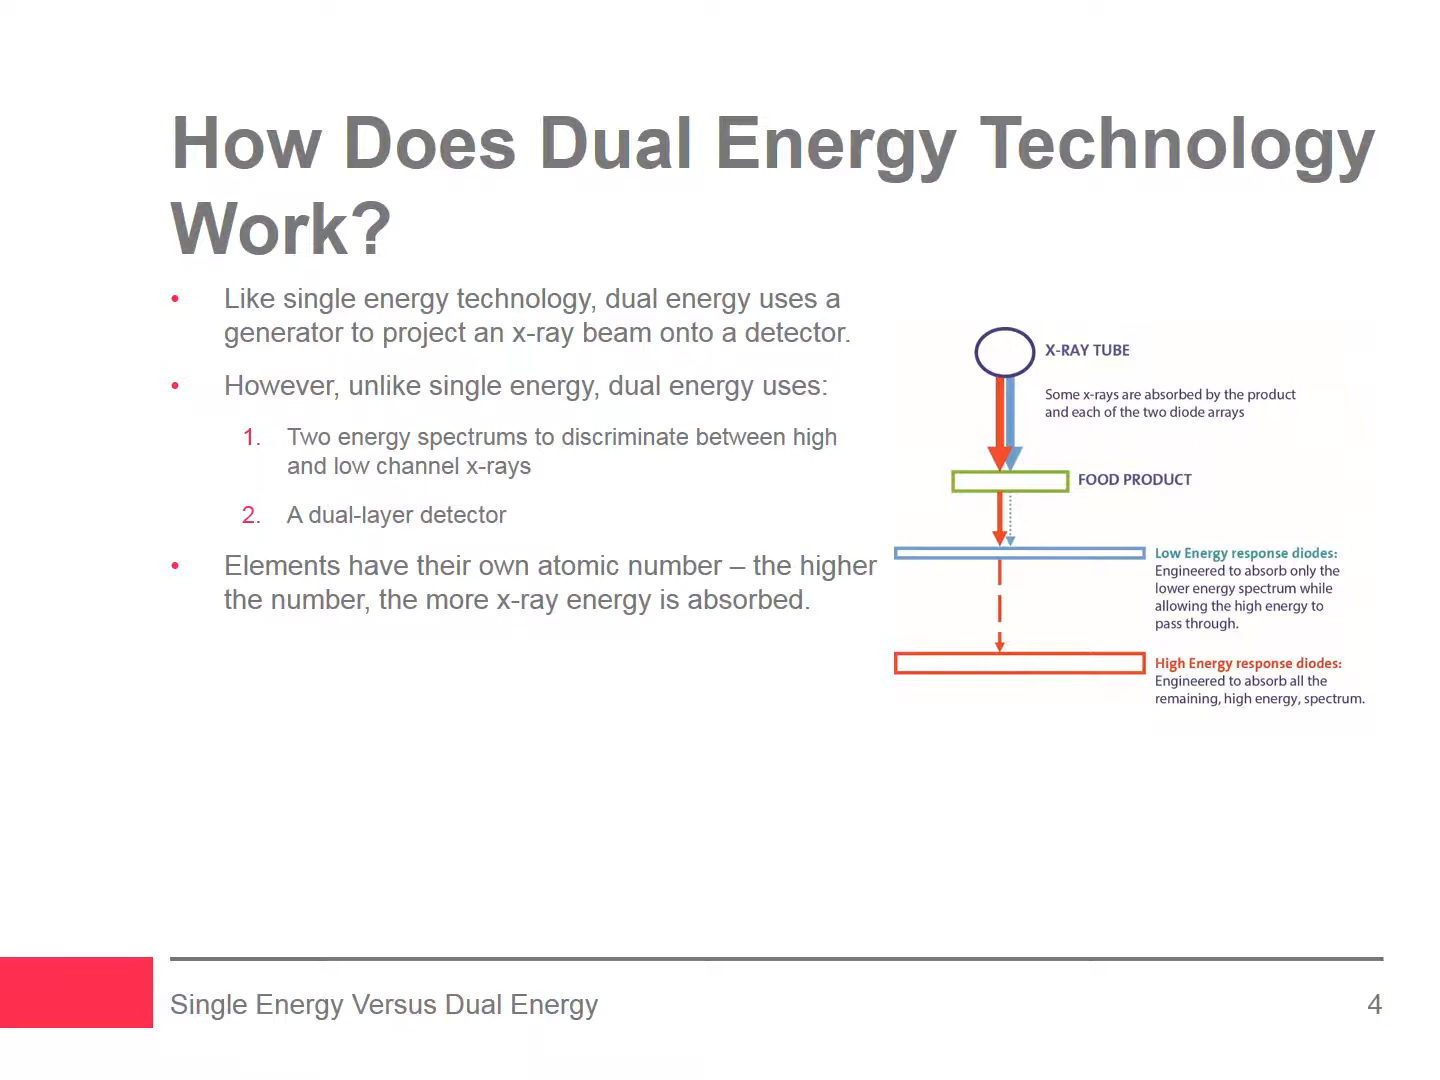 How Does Dual Energy Technology
Work?
• Like single energy technology, dual energy uses a
generator to project an x-ray beam onto a detector.
• However, unlike single energy, dual energy uses:
1. Two energy spectrums to discriminate between high
and low channel x-rays
2. A dual-layer detector
• Elements have their own atomic number – the higher
the number, the more x-ray energy is absorbed.
X-RAY TUBE
Some x-rays are absorbed by the product
and each of the two diode arrays
FOOD PRODUCT
Low Energy response diodes:
Engineered to absorb only the
lower energy spectrum while
allowing the high energy to
pass through.
High Energy response diodes:
Engineered to absorb all the
remaining, high energy, spectrum.
Single Energy Versus Dual Energy
4